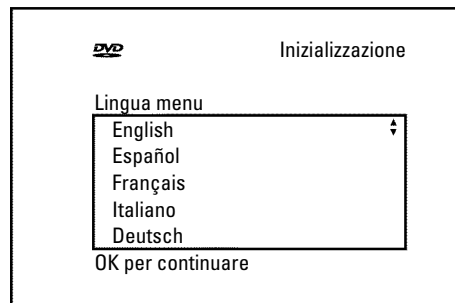 DVD Inizializzazione
Lingua menu
English
Español
Français
Italiano
Deutsch
OK per continuare